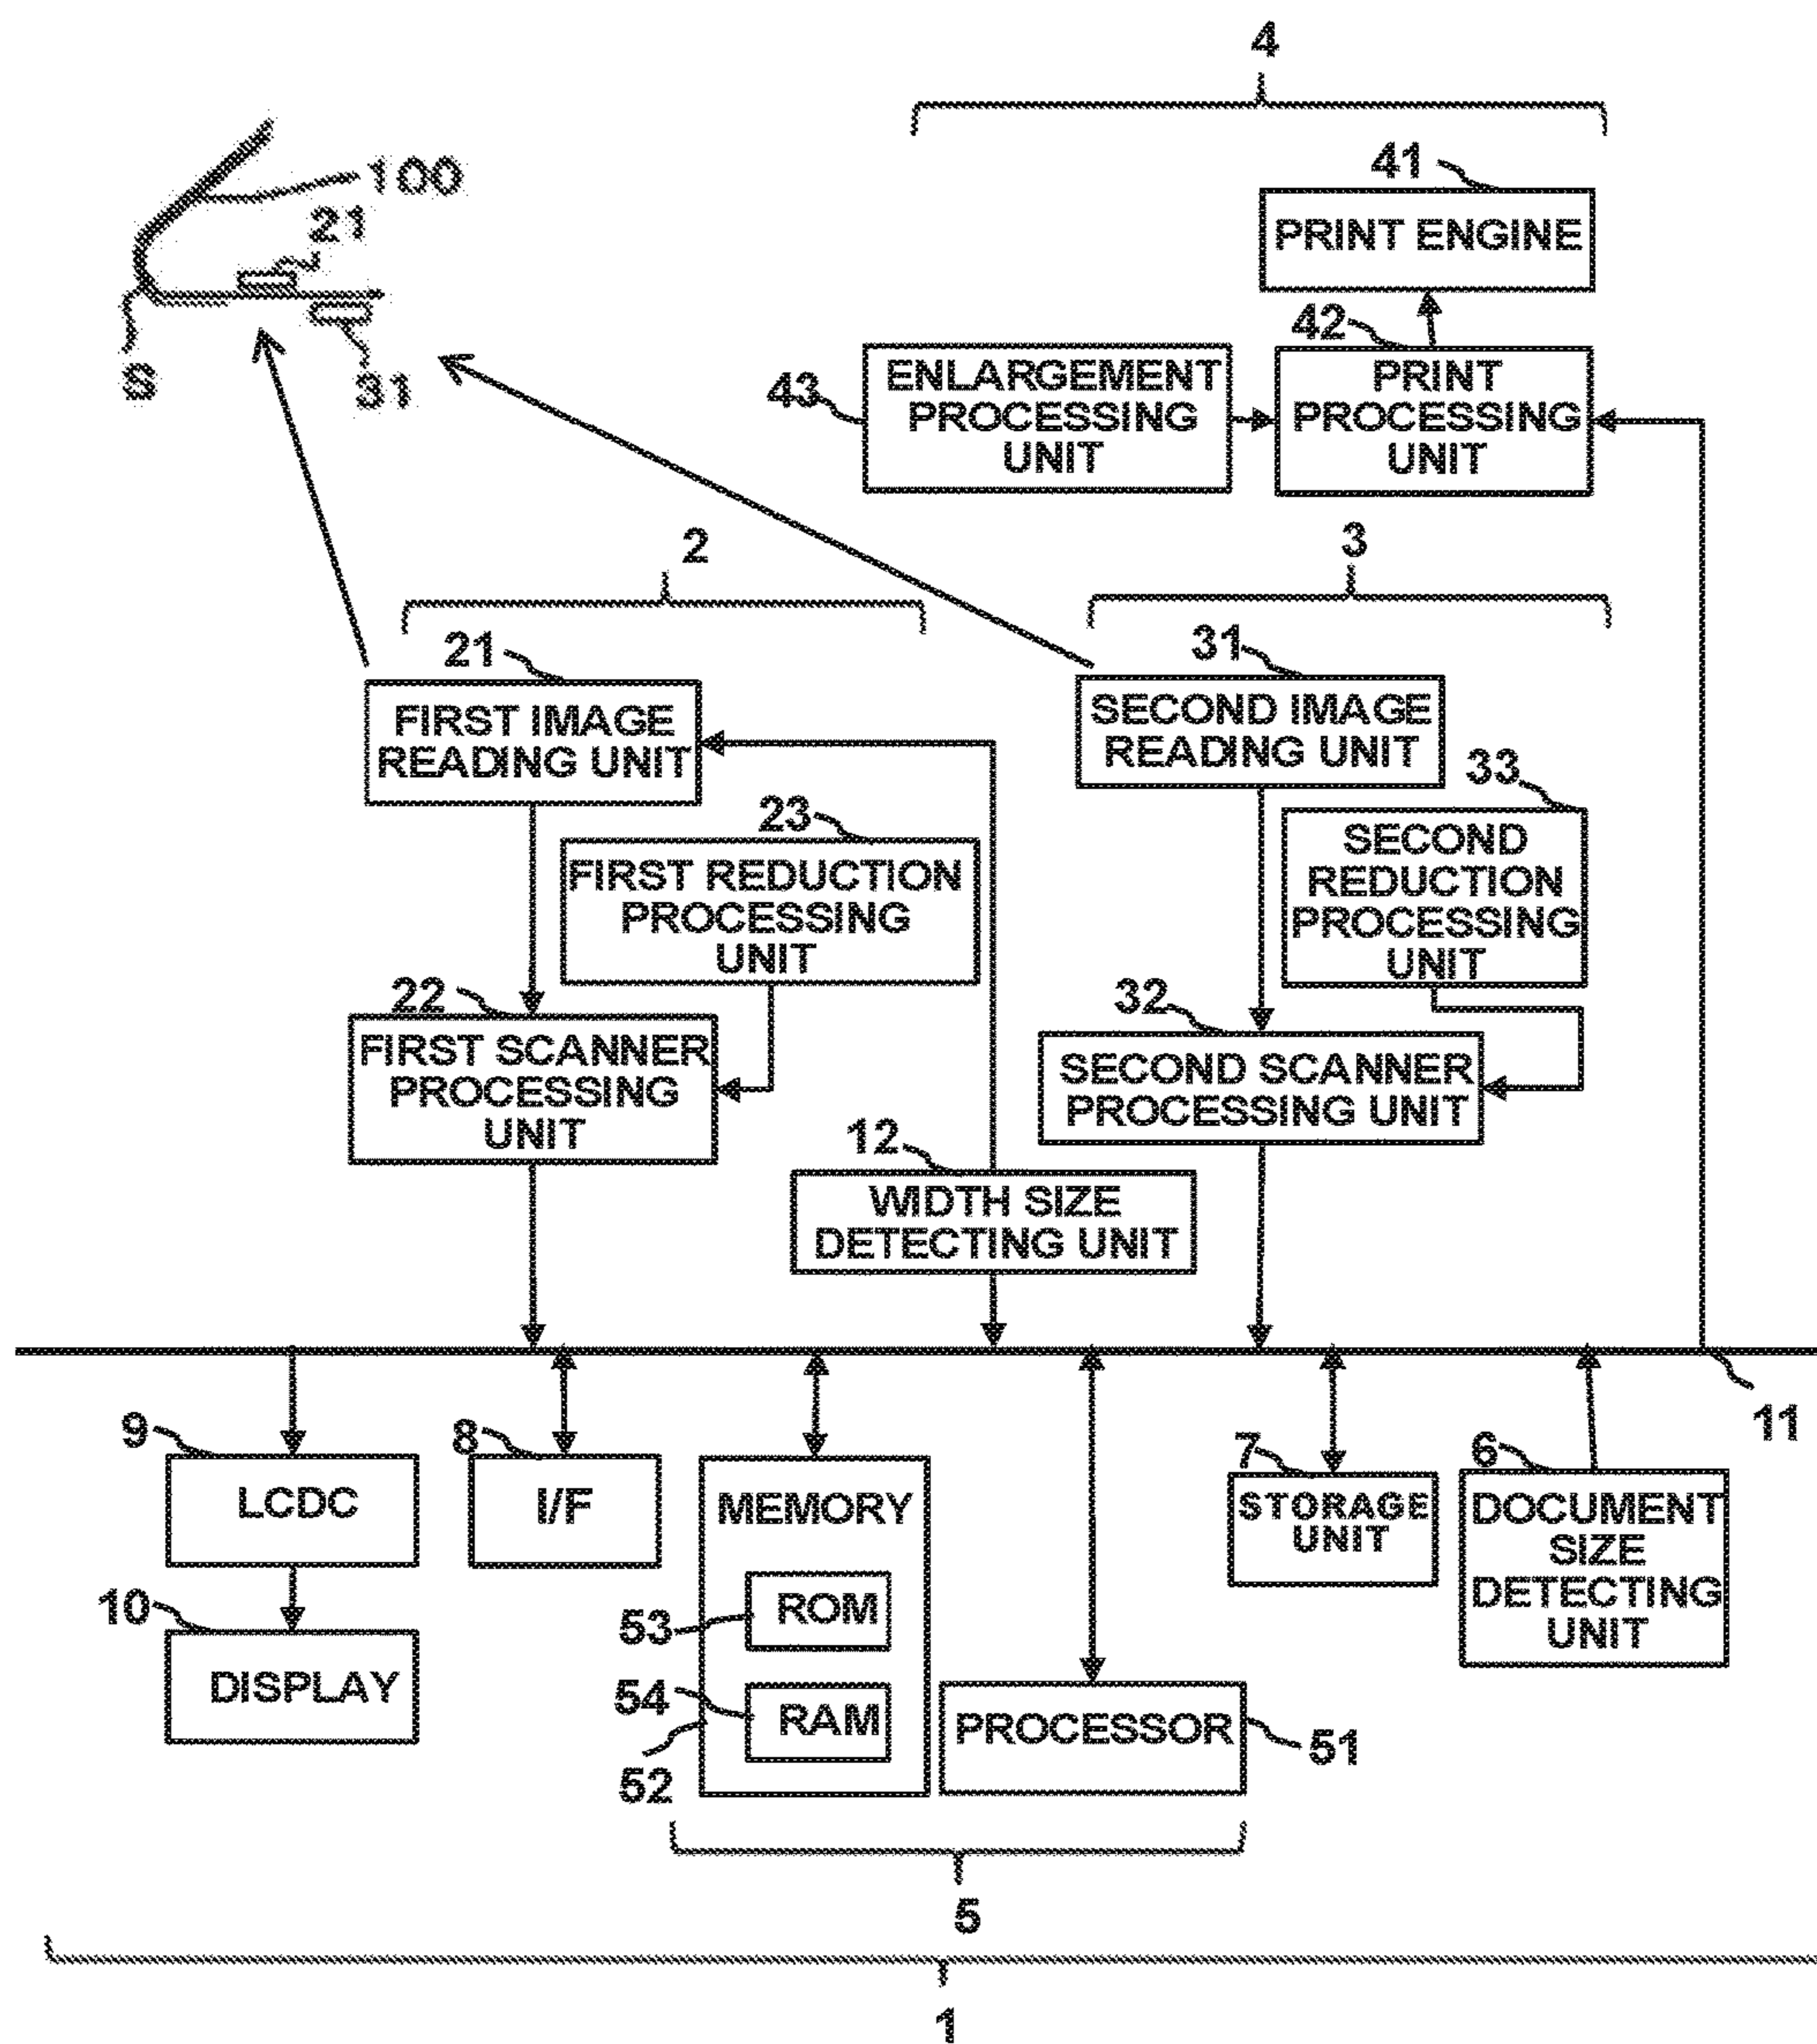 4
100
21
S
31
41
PRINT ENGINE
42
43
ENLARGEMENT
PROCESSING
UNIT
PRINT
PROCESSING
UNIT
2
3
21
FIRST IMAGE
READING UNIT
31
SECOND IMAGE
READING UNIT
23
FIRST REDUCTION
PROCESSING
UNIT
33
SECOND
REDUCTION
PROCESSING
UNIT
22
FIRST SCANNER
PROCESSING
UNIT
32
SECOND SCANNER
PROCESSING UNIT
12
WIDTH SIZE
DETECTING UNIT
11
9
LCDC
8
I/F
MEMORY
7
STORAGE
UNIT
6
DOCUMENT
SIZE
DETECTING
UNIT
10
DISPLAY
53
ROM
54
RAM
52
PROCESSOR
51
5
1